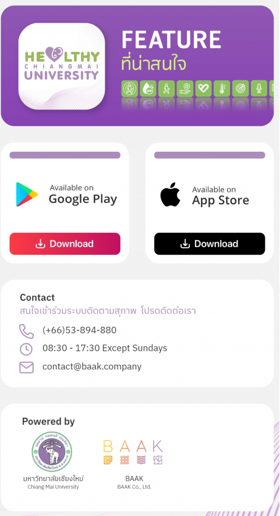 HEALTHY
CHIANGMAI
UNIVERSITY
FEATURE
ที่น่าสนใจ
Available on
Google Play
Download
Available on
App Store
Download
Contact
สนใจเข้าร่วมระบบติดตามสุขภาพ โปรดติดต่อเรา
(+66)53-894-880
08:30 - 17:30 Except Sundays
contact@baak.company
Powered by
BAAK
มหาวิทยาลัยเชียงใหม่
Chiang Mai University
BAAK
BAAK Co., Ltd.